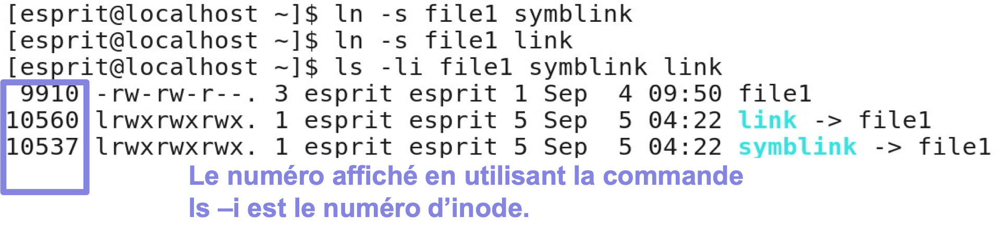 [esprit@localhost ~]$ ln -s file1 symblink
[esprit@localhost ~]$ ln -s file1 link
[esprit@localhost ~]$ ls -li file1 symblink link
 9910 -rw-rw-r--. 3 esprit esprit 1 Sep  4 09:50 file1
10560 lrwxrwxrwx. 1 esprit esprit 5 Sep  5 04:22 link -> file1
10537 lrwxrwxrwx. 1 esprit esprit 5 Sep  5 04:22 symblink -> file1
Le numéro affiché en utilisant la commande
ls –i est le numéro d’inode.